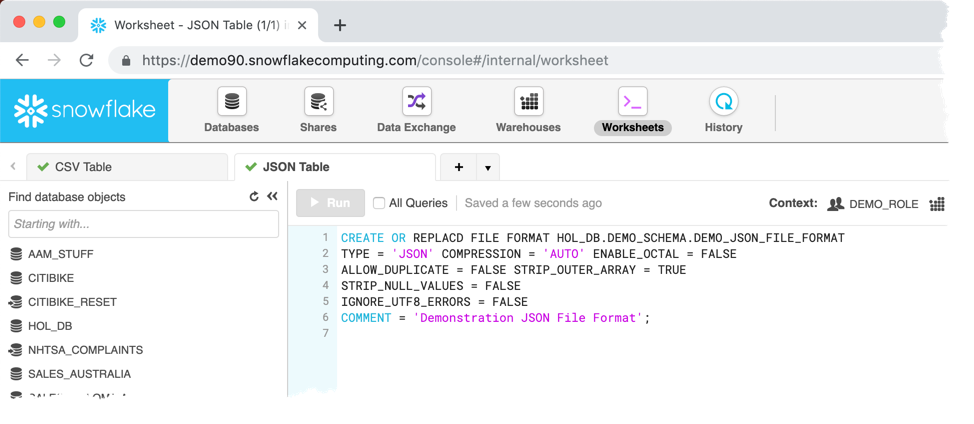 Worksheet - JSON Table (1/1) i
https://demo90.snowflakecomputing.com/console#/internal/worksheet
snowflake
Databases
Shares
Data Exchange
Warehouses
Worksheets
History
CSV Table
JSON Table
Find database objects
Run
All Queries
Saved a few seconds ago
Context:
DEMO_ROLE
Starting with...
AAM_STUFF
CITIBIKE
CITIBIKE_RESET
HOL_DB
NHTSA_COMPLAINTS
SALES_AUSTRALIA
1 CREATE OR REPLACD FILE FORMAT HOL_DB.DEMO_SCHEMA.DEMO_JSON_FILE_FORMAT
2 TYPE = 'JSON' COMPRESSION = 'AUTO' ENABLE_OCTAL = FALSE
3 ALLOW_DUPLICATE = FALSE STRIP_OUTER_ARRAY = TRUE
4 STRIP_NULL_VALUES = FALSE
5 IGNORE_UTF8_ERRORS = FALSE
6 COMMENT = 'Demonstration JSON File Format';
7